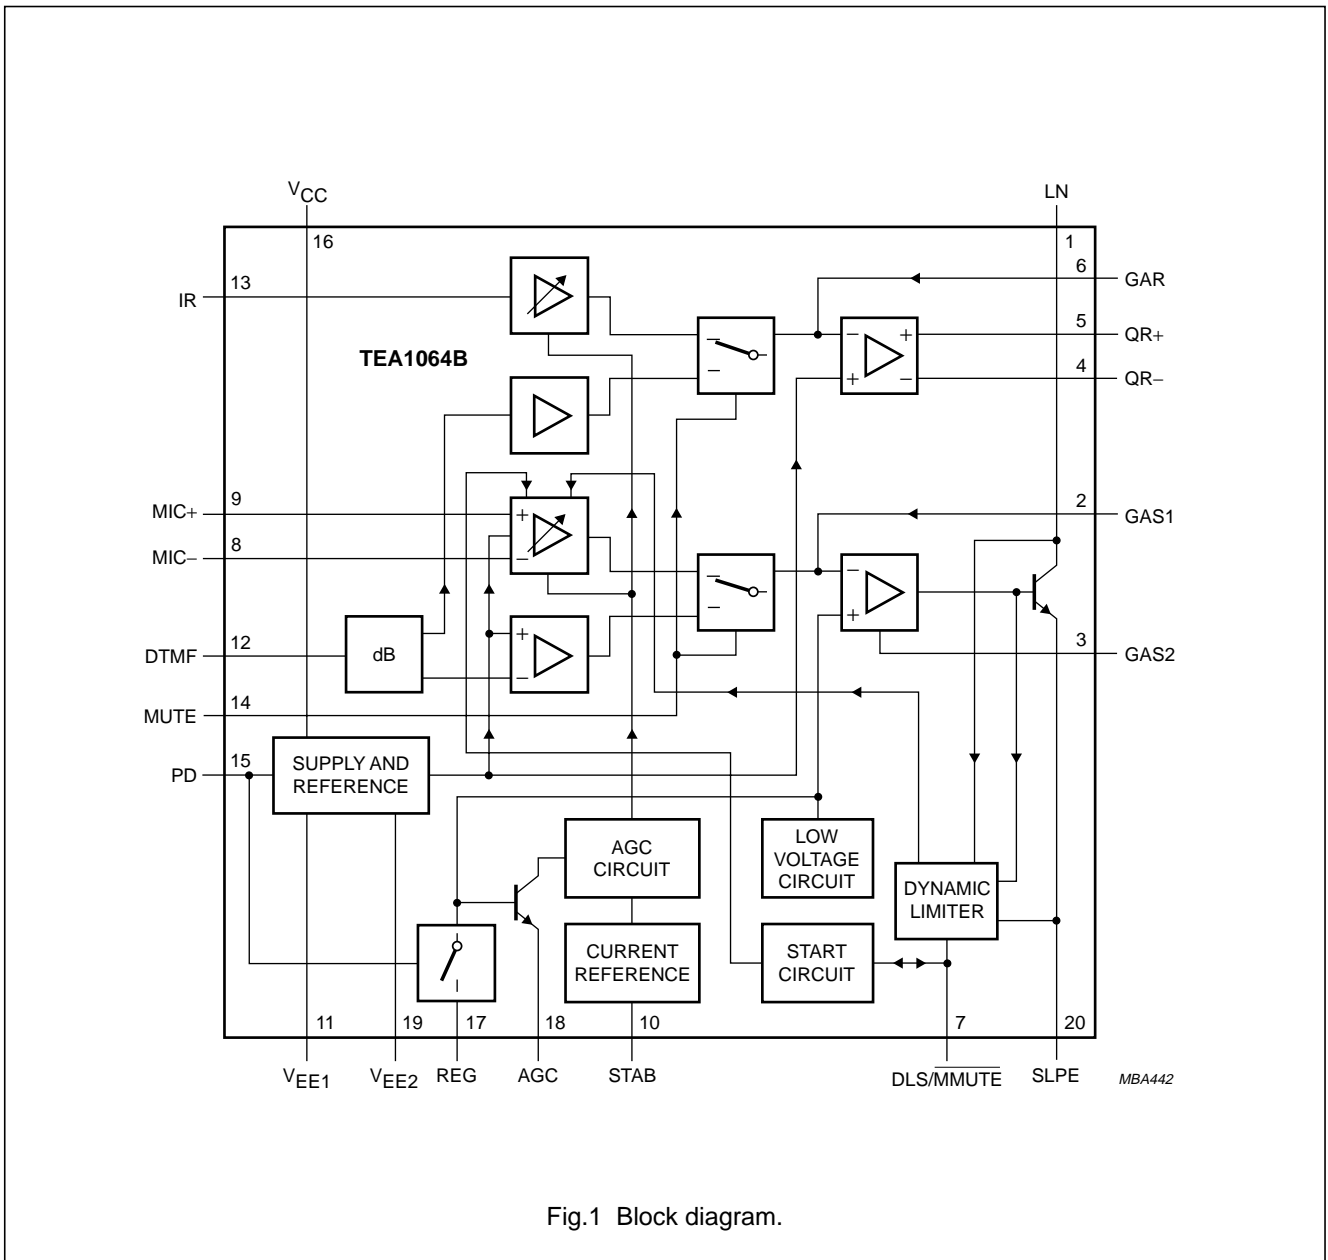 VCC
LN
16
1
13
IR
6
GAR
5
QR+
TEA1064B
4
QR−
−
−
−
+
+
−
9
MIC+
+
2
GAS1
8
MIC−
−
−
−
−
+
12
DTMF
dB
+
−
3
GAS2
14
MUTE
15
PD
SUPPLY AND
REFERENCE
AGC
CIRCUIT
LOW
VOLTAGE
CIRCUIT
DYNAMIC
LIMITER
CURRENT
REFERENCE
START
CIRCUIT
11
19
17
18
10
7
20
VEE1
VEE2
REG
AGC
STAB
DLS/MMUTE
SLPE
MBA442
Fig.1 Block diagram.